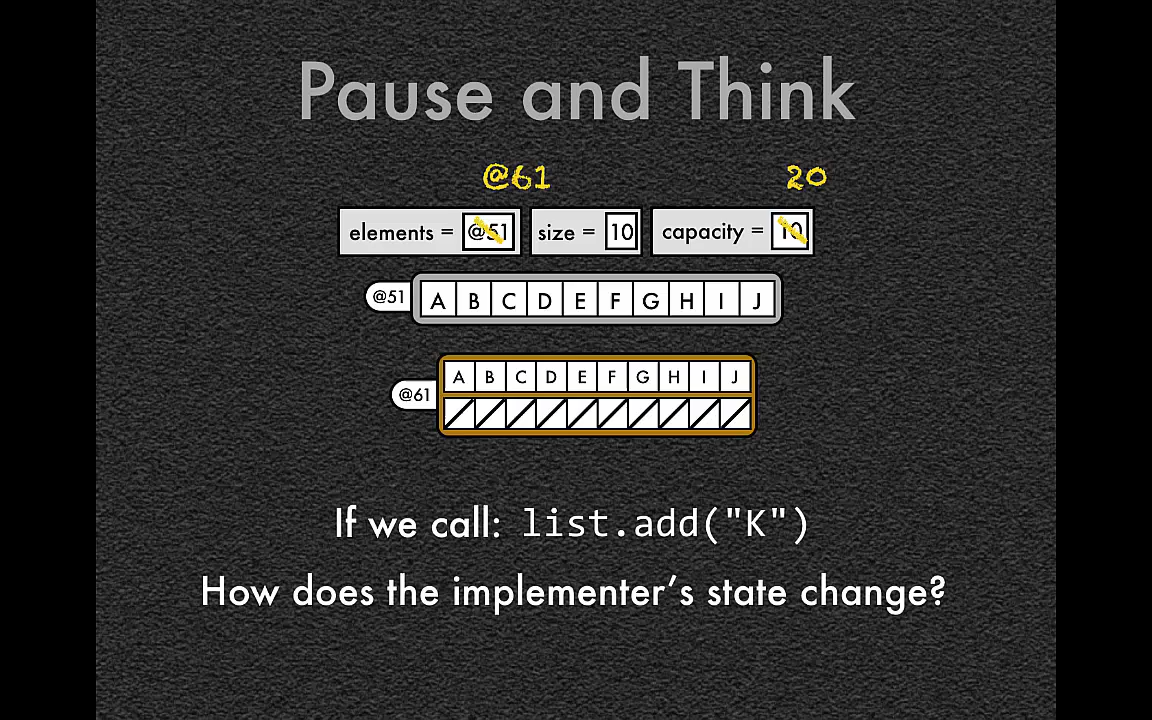 Pause and Think
@61 20
elements = @51 size = 10 capacity = 10
@51 A B C D E F G H I J
A B C D E F G H I J
@61
If we call: list.add("K")
How does the implementer’s state change?